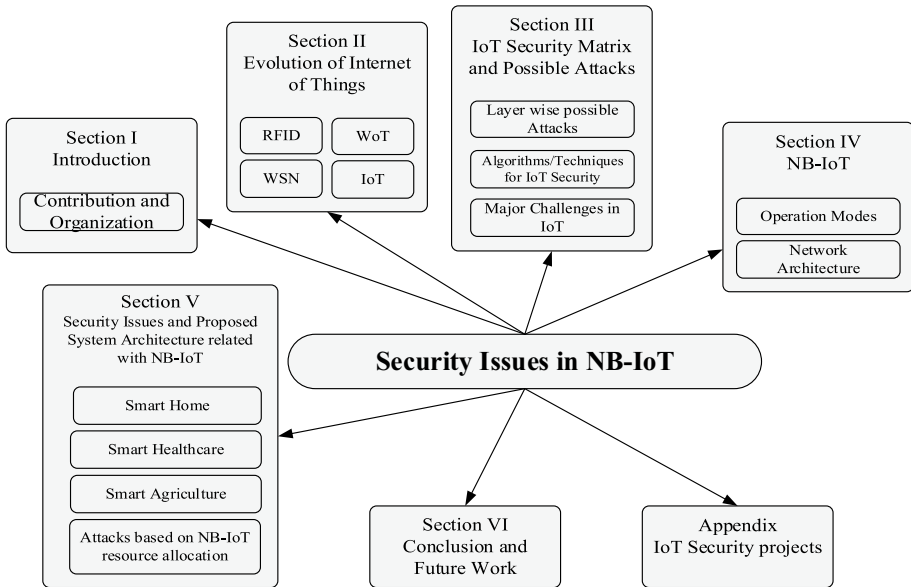 Section I
Introduction
Contribution and
Organization
Section II
Evolution of Internet
of Things
RFID
WoT
WSN
IoT
Section III
IoT Security Matrix
and Possible Attacks
Layer wise possible
Attacks
Algorithms/Techniques
for IoT Security
Major Challenges in
IoT
Section IV
NB-IoT
Operation Modes
Network
Architecture
Security Issues in NB-IoT
Section V
Security Issues and Proposed
System Architecture related
with NB-IoT
Smart Home
Smart Healthcare
Smart Agriculture
Attacks based on NB-IoT
resource allocation
Section VI
Conclusion and
Future Work
Appendix
IoT Security projects